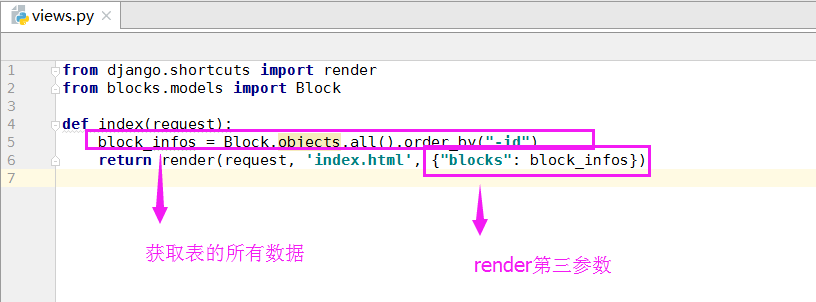 views.py
1 from django.shortcuts import render
2 from blocks.models import Block
3
4 def index(request):
5 block_infos = Block.objects.all().order_by("-id")
6 return render(request, 'index.html', {"blocks": block_infos})
7
获取表的所有数据
render第三参数